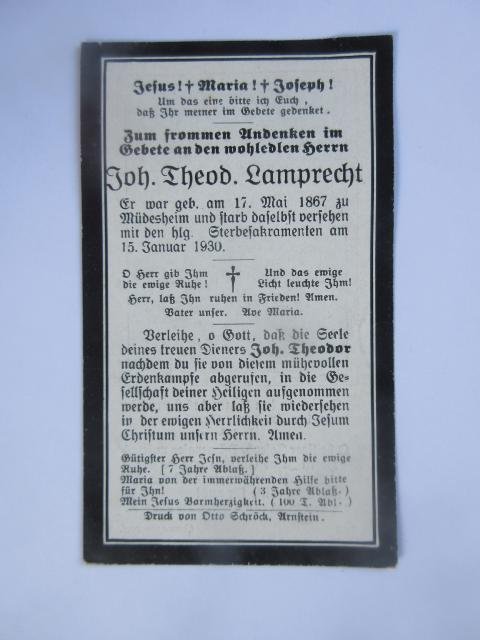 Jesus! † Maria! † Joseph!
Um das eine bitte ich Euch,
daß Ihr meiner im Gebete gedenket.
Zum frommen Andenken im
Gebete an den wohledlen Herrn
Joh. Theod. Lamprecht
Er war geb. am 17. Mai 1867 zu
Müdesheim und starb daselbst versehen
mit den hlg. Sterbesakramenten am
15. Januar 1930.
O Herr gib Ihm
die ewige Ruhe!
†
Und das ewige
Licht leuchte Ihm!
Herr, laß Ihn ruhen in Frieden! Amen.
Vater unser. Ave Maria.
Verleihe, o Gott, daß die Seele
deines treuen Dieners Joh. Theodor
nachdem du sie von diesem mühevollen
Erdenkampfe abgerufen, in die Ge-
sellschaft deiner Heiligen aufgenommen
werde, uns aber laß sie wiedersehen
in der ewigen Herrlichkeit durch Jesum
Christum unsern Herrn. Amen.
Gütigster Herr Jesu, verleihe Ihm die ewige
Ruhe. [7 Jahre Ablaß.]
Maria von der immerwährenden Hilfe bitte
für Ihn! (3 Jahre Ablaß.)
Mein Jesus Barmherzigkeit. (100 T. Abl.)
Druck von Otto Schröck, Arnstein.